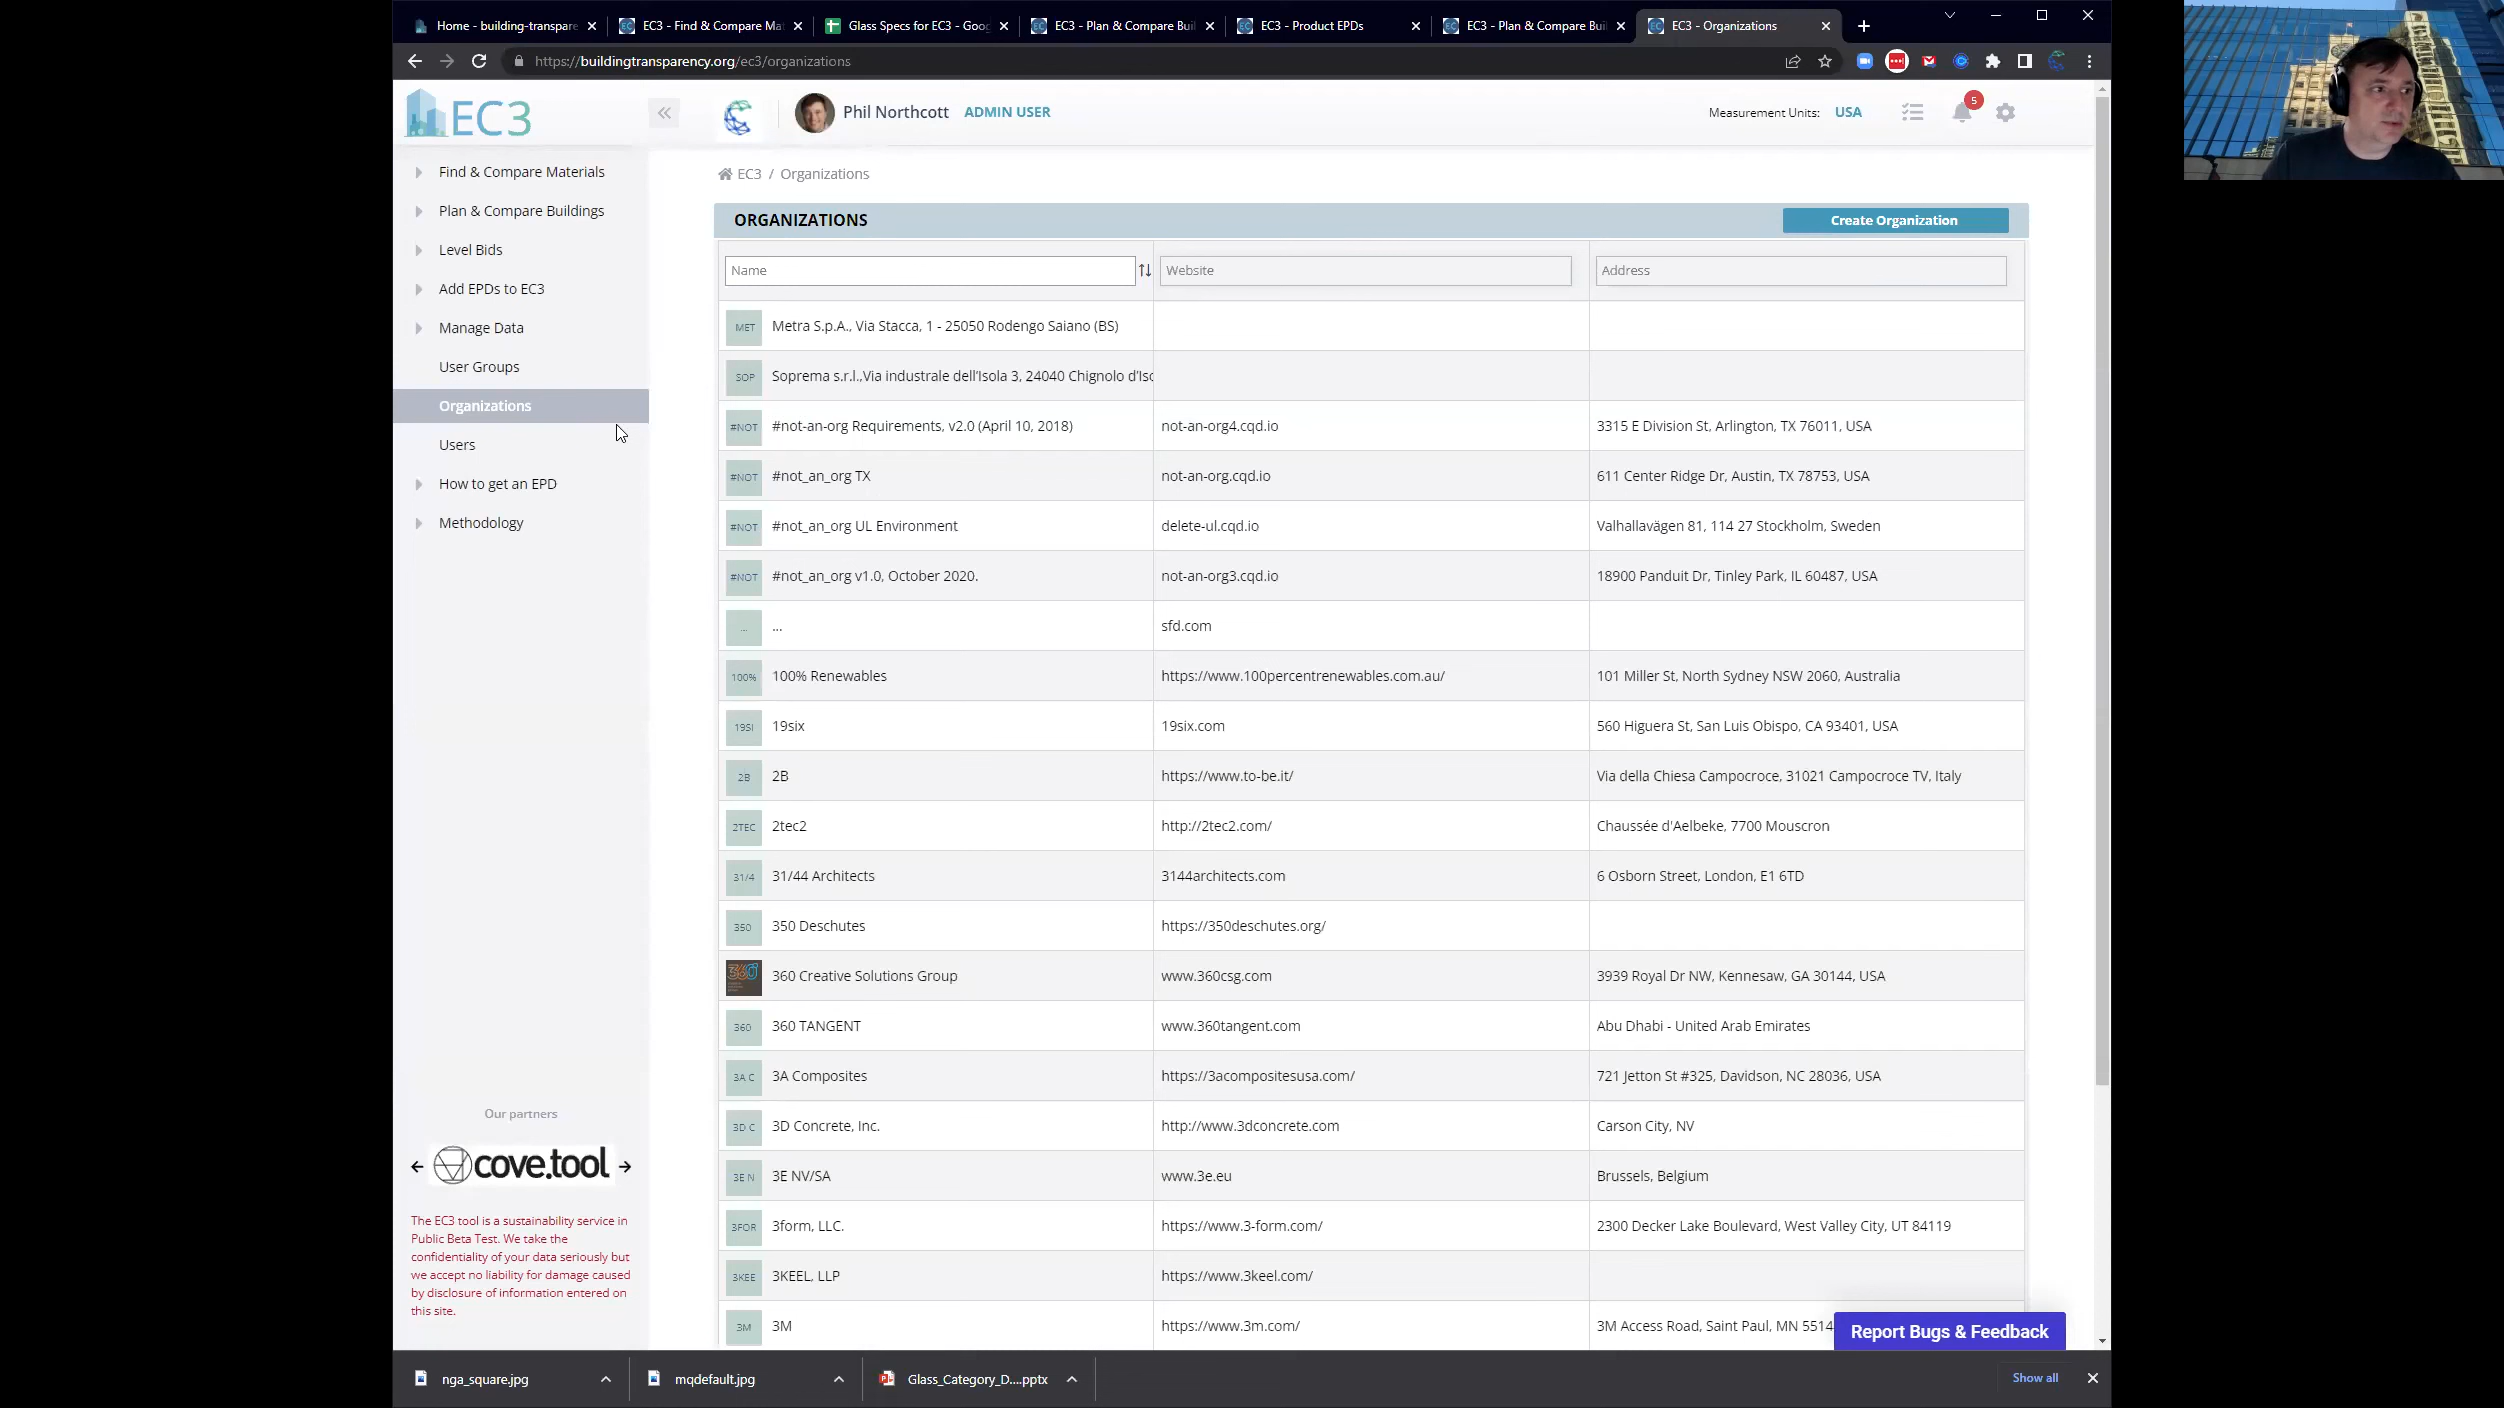 Home - building-transpare
EC3 - Find & Compare Ma
Glass Specs for EC3 - Goog
EC3 - Plan & Compare Bui
EC3 - Product EPDs
EC3 - Plan & Compare Bui
EC3 - Organizations
https://buildingtransparency.org/ec3/organizations
EC3
Phil Northcott ADMIN USER
Measurement Units: USA
5
Find & Compare Materials
Plan & Compare Buildings
Level Bids
Add EPDs to EC3
Manage Data
User Groups
Organizations
Users
How to get an EPD
Methodology
EC3 / Organizations
ORGANIZATIONS
Create Organization
Name Website Address
MET Metra S.p.A., Via Stacca, 1 - 25050 Rodengo Saiano (BS)
SOP Soprema s.r.l.,Via industrale dell'Isola 3, 24040 Chignolo d'Iso
#NOT #not-an-org Requirements, v2.0 (April 10, 2018) not-an-org4.cqd.io 3315 E Division St, Arlington, TX 76011, USA
#NOT #not_an_org TX not-an-org.cqd.io 611 Center Ridge Dr, Austin, TX 78753, USA
#NOT #not_an_org UL Environment delete-ul.cqd.io Valhallavägen 81, 114 27 Stockholm, Sweden
#NOT #not_an_org v1.0, October 2020. not-an-org3.cqd.io 18900 Panduit Dr, Tinley Park, IL 60487, USA
... ... sfd.com
100% 100% Renewables https://www.100percentrenewables.com.au/ 101 Miller St, North Sydney NSW 2060, Australia
19SI 19six 19six.com 560 Higuera St, San Luis Obispo, CA 93401, USA
2B 2B https://www.to-be.it/ Via della Chiesa Campocroce, 31021 Campocroce TV, Italy
2TEC 2tec2 http://2tec2.com/ Chaussée d'Aelbeke, 7700 Mouscron
31/4 31/44 Architects 3144architects.com 6 Osborn Street, London, E1 6TD
350 350 Deschutes https://350deschutes.org/
360 360 Creative Solutions Group www.360csg.com 3939 Royal Dr NW, Kennesaw, GA 30144, USA
360 360 TANGENT www.360tangent.com Abu Dhabi - United Arab Emirates
3A C 3A Composites https://3acompositesusa.com/ 721 Jetton St #325, Davidson, NC 28036, USA
3D C 3D Concrete, Inc. http://www.3dconcrete.com Carson City, NV
3E N 3E NV/SA www.3e.eu Brussels, Belgium
3FOR 3form, LLC. https://www.3-form.com/ 2300 Decker Lake Boulevard, West Valley City, UT 84119
3KEE 3KEEL, LLP https://www.3keel.com/
3M 3M https://www.3m.com/ 3M Access Road, Saint Paul, MN 5514
Report Bugs & Feedback
Our partners
cove.tool
The EC3 tool is a sustainability service in
Public Beta Test. We take the
confidentiality of your data seriously but
we accept no liability for damage caused
by disclosure of information entered on
this site.
nga_square.jpg
mqdefault.jpg
Glass_Category_D....pptx
Show all